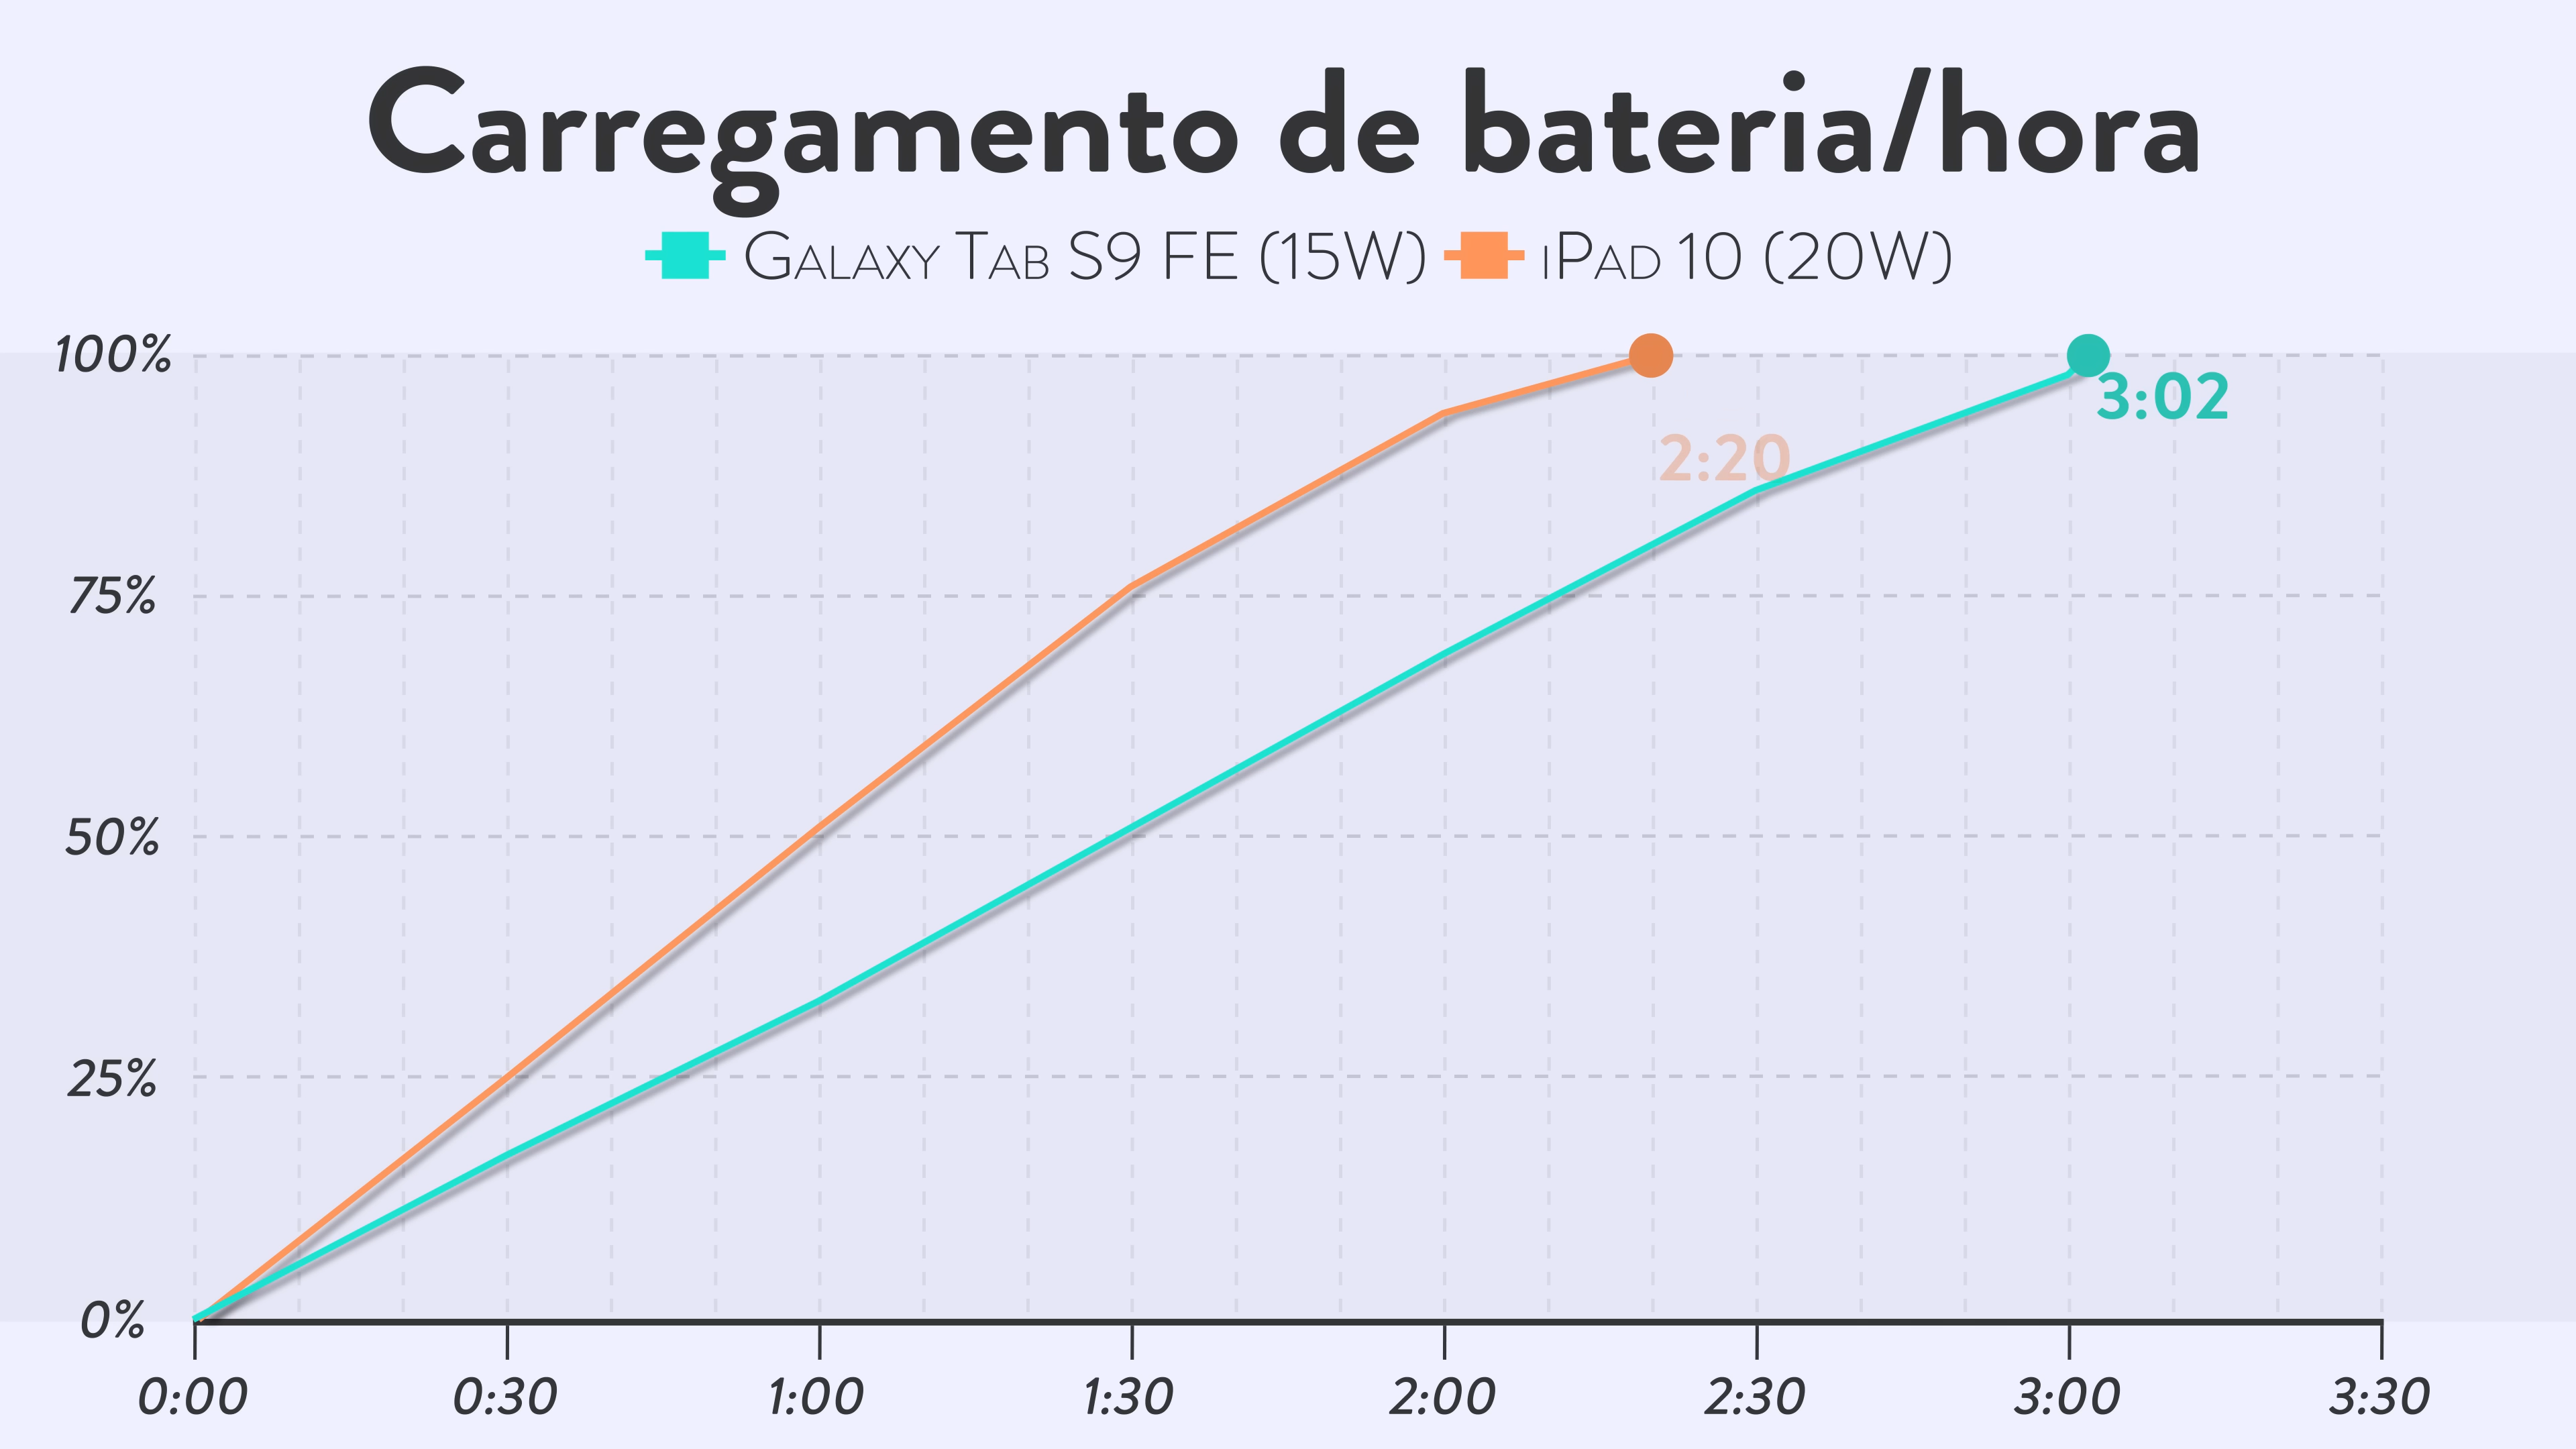 Carregamento de bateria/hora
Galaxy Tab S9 FE (15W) iPad 10 (20W)
100%
3:02
2:20
75%
50%
25%
0%
0:00 0:30 1:00 1:30 2:00 2:30 3:00 3:30